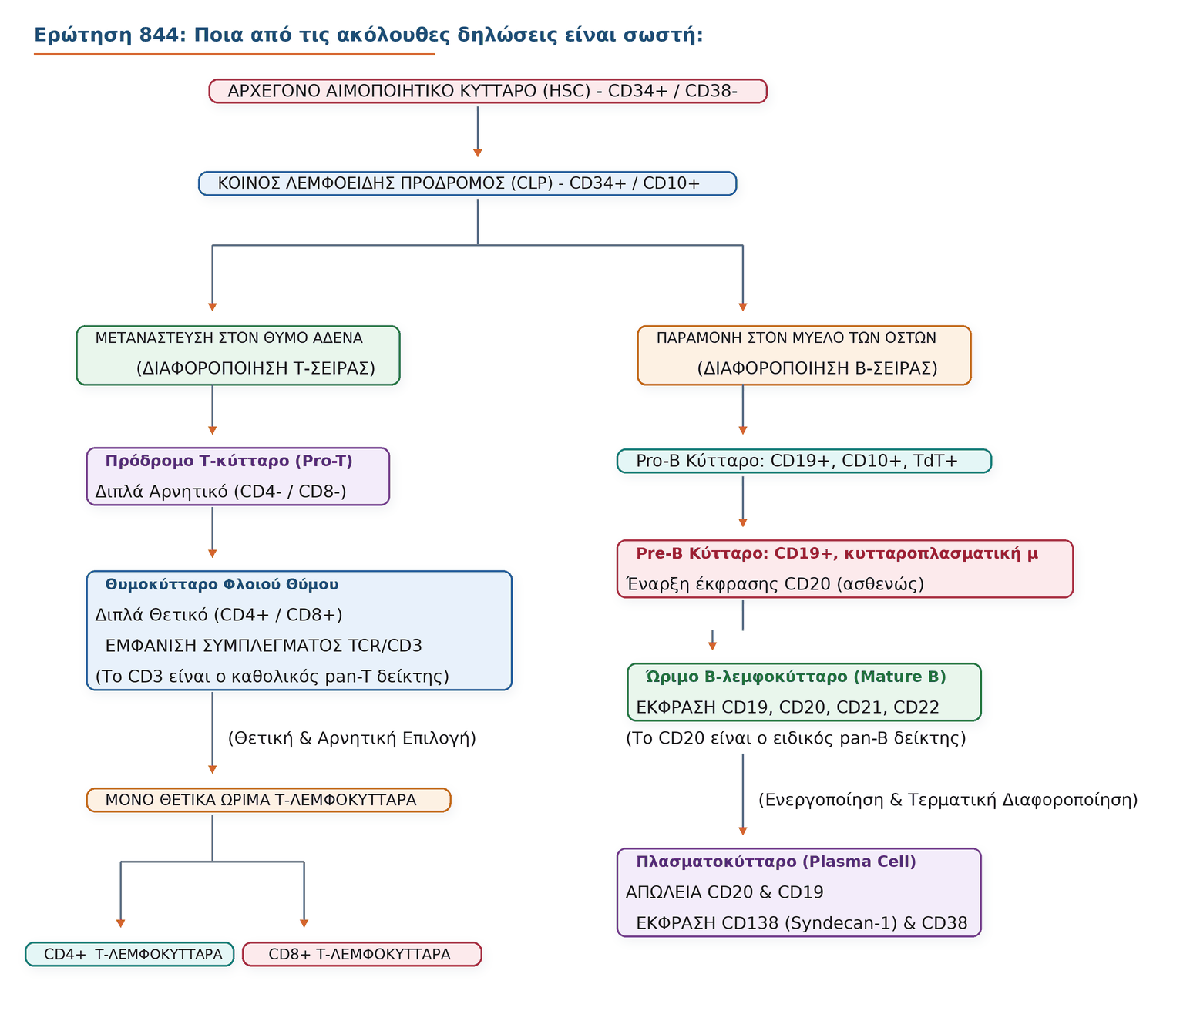 Ερώτηση 844: Ποια από τις ακόλουθες δηλώσεις είναι σωστή:
ΑΡΧΕΓΟΝΟ ΑΙΜΟΠΟΙΗΤΙΚΟ ΚΥΤΤΑΡΟ (HSC) - CD34+ / CD38-
ΚΟΙΝΟΣ ΛΕΜΦΟΕΙΔΗΣ ΠΡΟΔΡΟΜΟΣ (CLP) - CD34+ / CD10+
ΜΕΤΑΝΑΣΤΕΥΣΗ ΣΤΟΝ ΘΥΜΟ ΑΔΕΝΑ
(ΔΙΑΦΟΡΟΠΟΙΗΣΗ Τ-ΣΕΙΡΑΣ)
ΠΑΡΑΜΟΝΗ ΣΤΟΝ ΜΥΕΛΟ ΤΩΝ ΟΣΤΩΝ
(ΔΙΑΦΟΡΟΠΟΙΗΣΗ Β-ΣΕΙΡΑΣ)
Πρόδρομο Τ-κύτταρο (Pro-T)
Διπλά Αρνητικό (CD4- / CD8-)
Pro-B Κύτταρο: CD19+, CD10+, TdT+
Pre-B Κύτταρο: CD19+, κυτταροπλασματική μ
Έναρξη έκφρασης CD20 (ασθενώς)
Θυμοκύτταρο Φλοιού Θύμου
Διπλά Θετικό (CD4+ / CD8+)
ΕΜΦΑΝΙΣΗ ΣΥΜΠΛΕΓΜΑΤΟΣ TCR/CD3
(Το CD3 είναι ο καθολικός pan-T δείκτης)
Ώριμο Β-λεμφοκύτταρο (Mature B)
ΕΚΦΡΑΣΗ CD19, CD20, CD21, CD22
(Το CD20 είναι ο ειδικός pan-B δείκτης)
(Θετική & Αρνητική Επιλογή)
ΜΟΝΟ ΘΕΤΙΚΑ ΩΡΙΜΑ Τ-ΛΕΜΦΟΚΥΤΤΑΡΑ
(Ενεργοποίηση & Τερματική Διαφοροποίηση)
Πλασματοκύτταρο (Plasma Cell)
ΑΠΩΛΕΙΑ CD20 & CD19
ΕΚΦΡΑΣΗ CD138 (Syndecan-1) & CD38
CD4+ Τ-ΛΕΜΦΟΚΥΤΤΑΡΑ
CD8+ Τ-ΛΕΜΦΟΚΥΤΤΑΡΑ